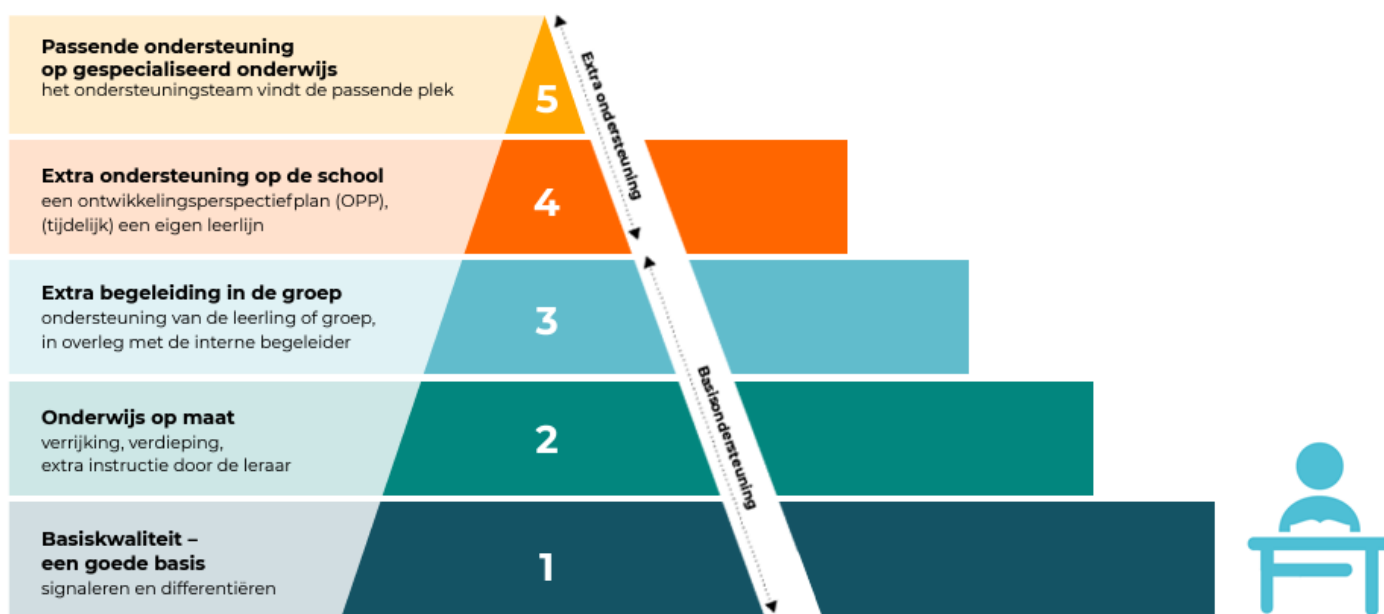 Passende ondersteuning
op gespecialiseerd onderwijs
het ondersteuningsteam vindt de passende plek
5
Extra ondersteuning
Extra ondersteuning op de school
een ontwikkelingsperspectiefplan (OPP),
(tijdelijk) een eigen leerlijn
4
Extra begeleiding in de groep
ondersteuning van de leerling of groep,
in overleg met de interne begeleider
3
Basisondersteuning
Onderwijs op maat
verrijking, verdieping,
extra instructie door de leraar
2
Basiskwaliteit –
een goede basis
signaleren en differentiëren
1